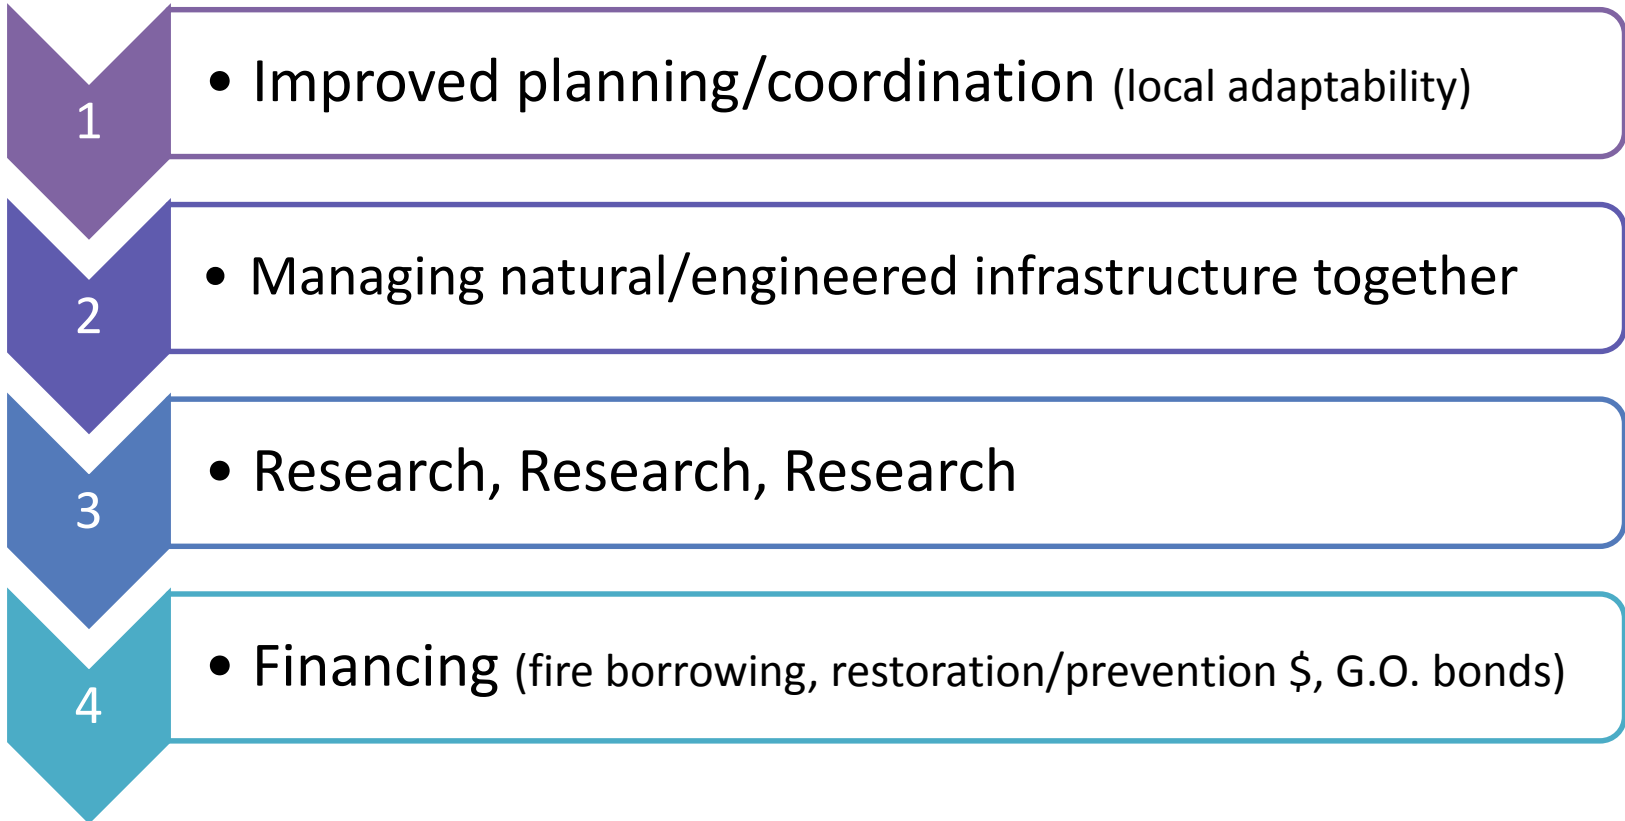 1
• Improved planning/coordination (local adaptability)
2
• Managing natural/engineered infrastructure together
3
• Research, Research, Research
4
• Financing (fire borrowing, restoration/prevention $, G.O. bonds)